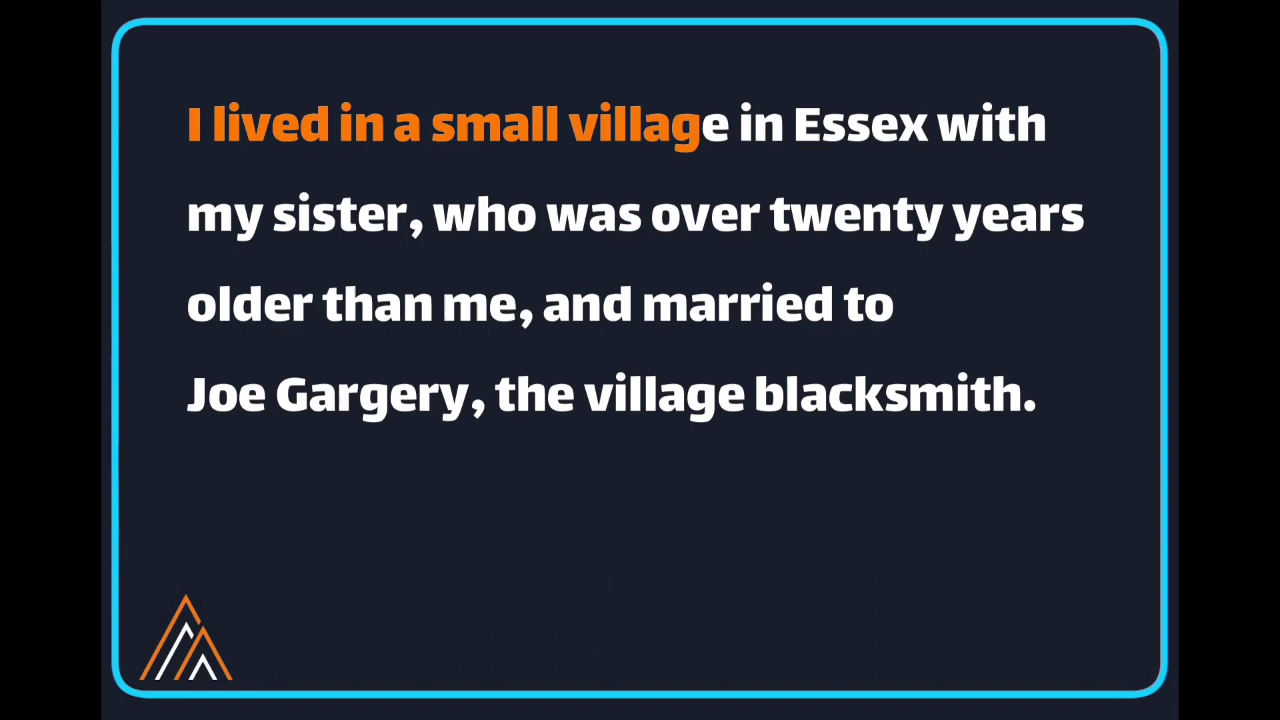 I lived in a small village in Essex with
my sister, who was over twenty years
older than me, and married to
Joe Gargery, the village blacksmith.